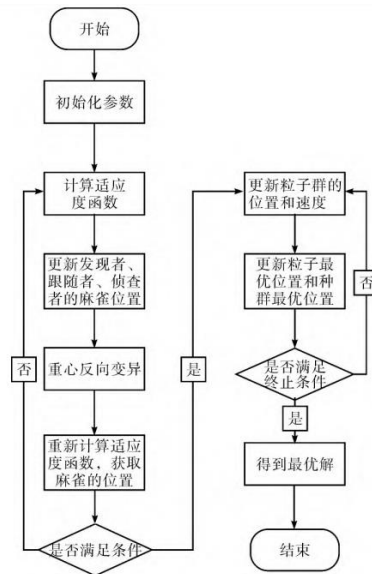 开始
初始化参数
计算适应
度函数
更新发现者、
跟随者、侦查
者的麻雀位置
重心反向变异
重新计算适应
度函数，获取
麻雀的位置
是否满足条件
否
是
更新粒子群的
位置和速度
更新粒子最
优位置和种
群最优位置
是否满足
终止条件
否
是
得到最优解
结束